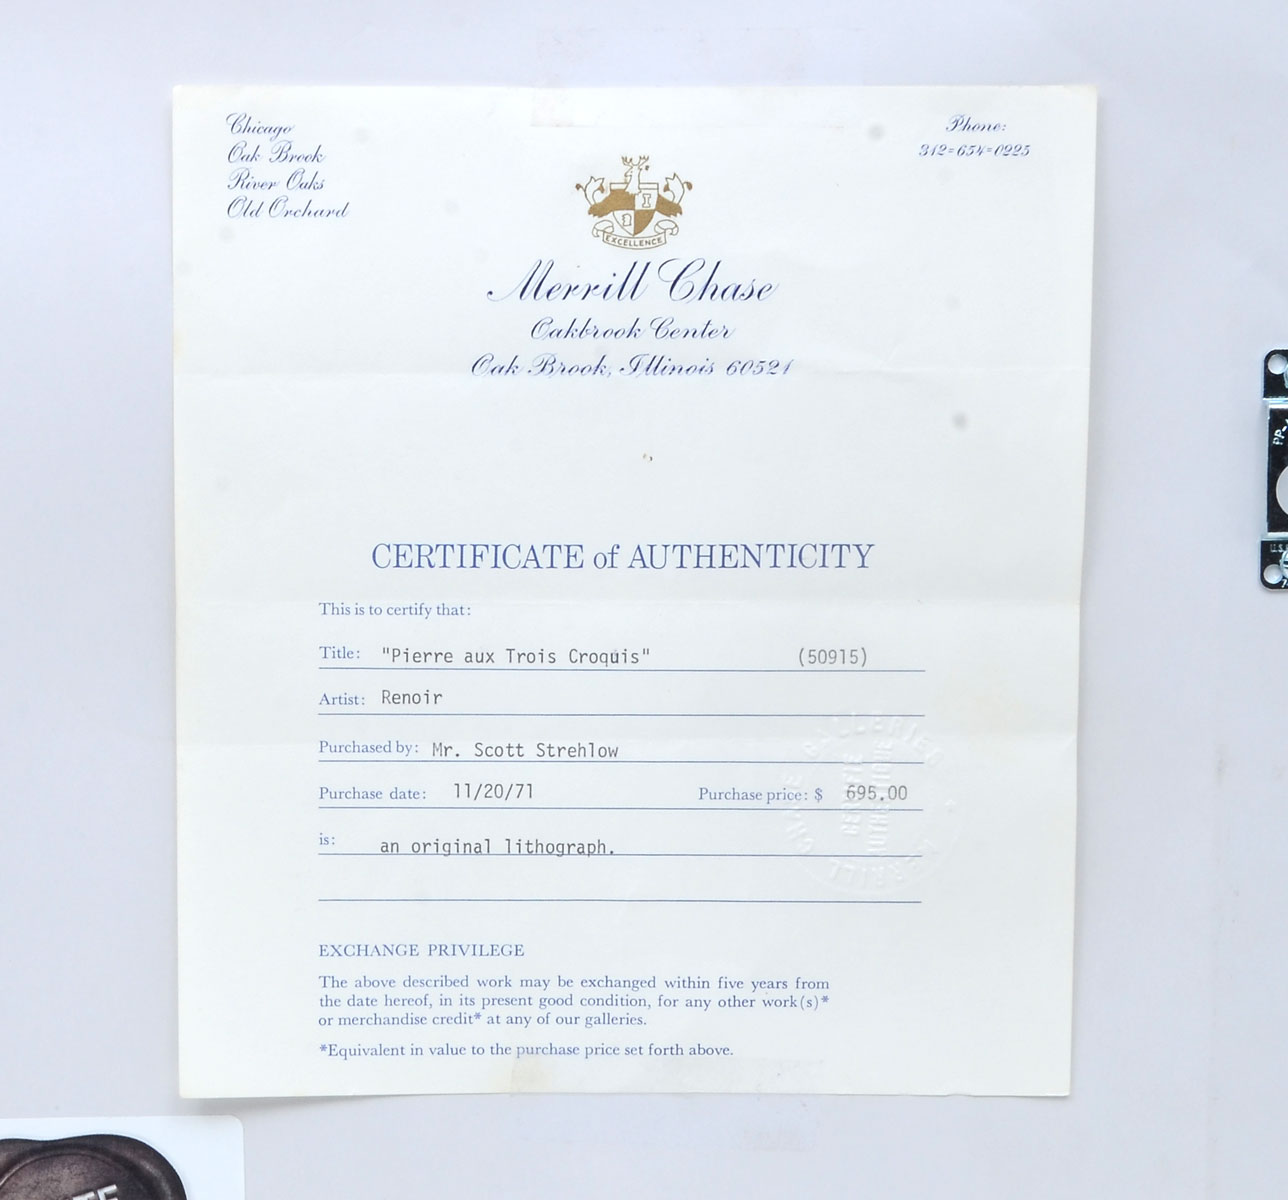 Chicago
Oak Brook
River Oaks
Old Orchard
Phone:
312=654=0225
EXCELLENCE
Merrill Chase
Oakbrook Center
Oak Brook, Illinois 60521
CERTIFICATE of AUTHENTICITY
This is to certify that:
Title: "Pierre aux Trois Croquis" (50915)
Artist: Renoir
Purchased by: Mr. Scott Strehlow
Purchase date: 11/20/71 Purchase price: $ 695.00
is: an original lithograph.
EXCHANGE PRIVILEGE
The above described work may be exchanged within five years from
the date hereof, in its present good condition, for any other work(s)*
or merchandise credit* at any of our galleries.
*Equivalent in value to the purchase price set forth above.